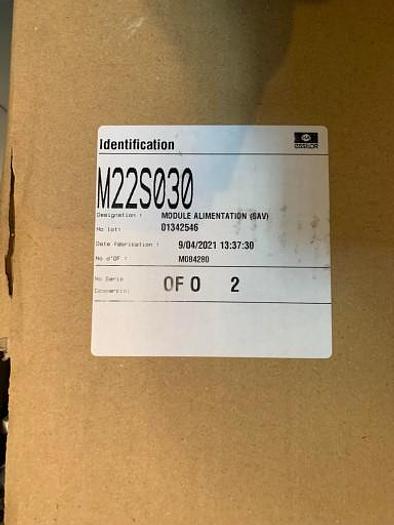 Identification
M22S030
Designation : MODULE ALIMENTATION (SAV)
No lot: 01342546
Date fabrication : 9/04/2021 13:37:30
No d'OF : M084280
No Serie OF 0 2
Commercial